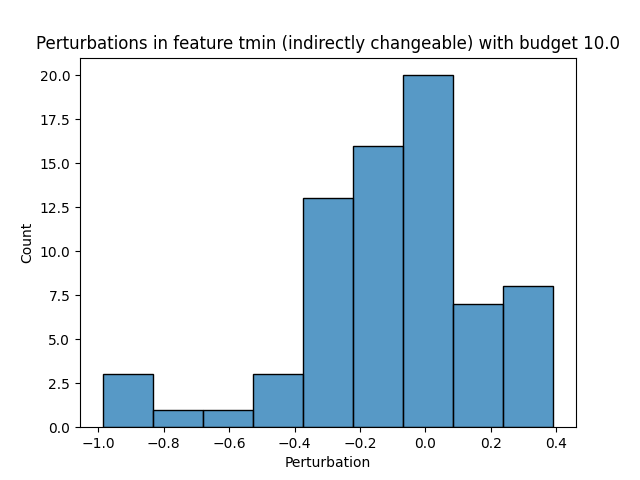 Perturbations in feature tmin (indirectly changeable) with budget 10.0
20.0
17.5
15.0
12.5
10.0
7.5
5.0
2.5
0.0
Count
−1.0 −0.8 −0.6 −0.4 −0.2 0.0 0.2 0.4
Perturbation